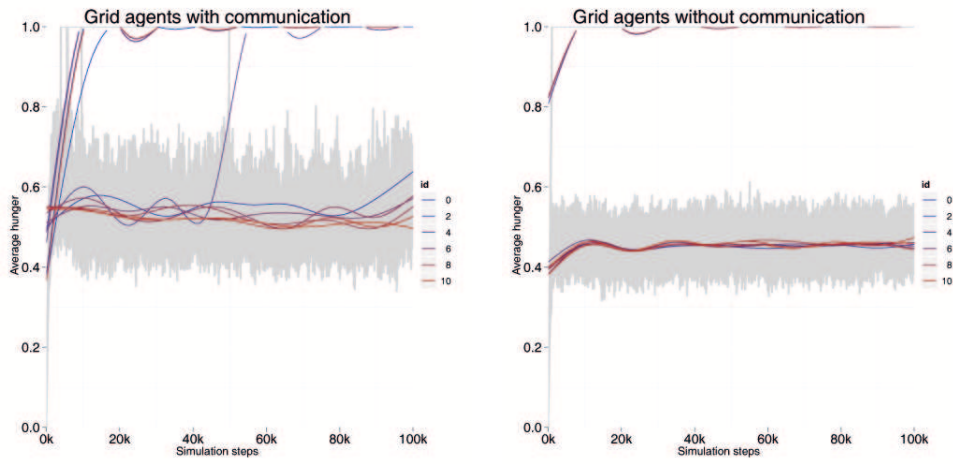 Grid agents with communication
1.0
0.8
0.6
0.4
0.2
0.0
Average hunger
0k
20k
40k
60k
80k
100k
Simulation steps
id
0
2
4
6
8
10
Grid agents without communication
1.0
0.8
0.6
0.4
0.2
0.0
Average hunger
0k
20k
40k
60k
80k
100k
Simulation steps
id
0
2
4
6
8
10